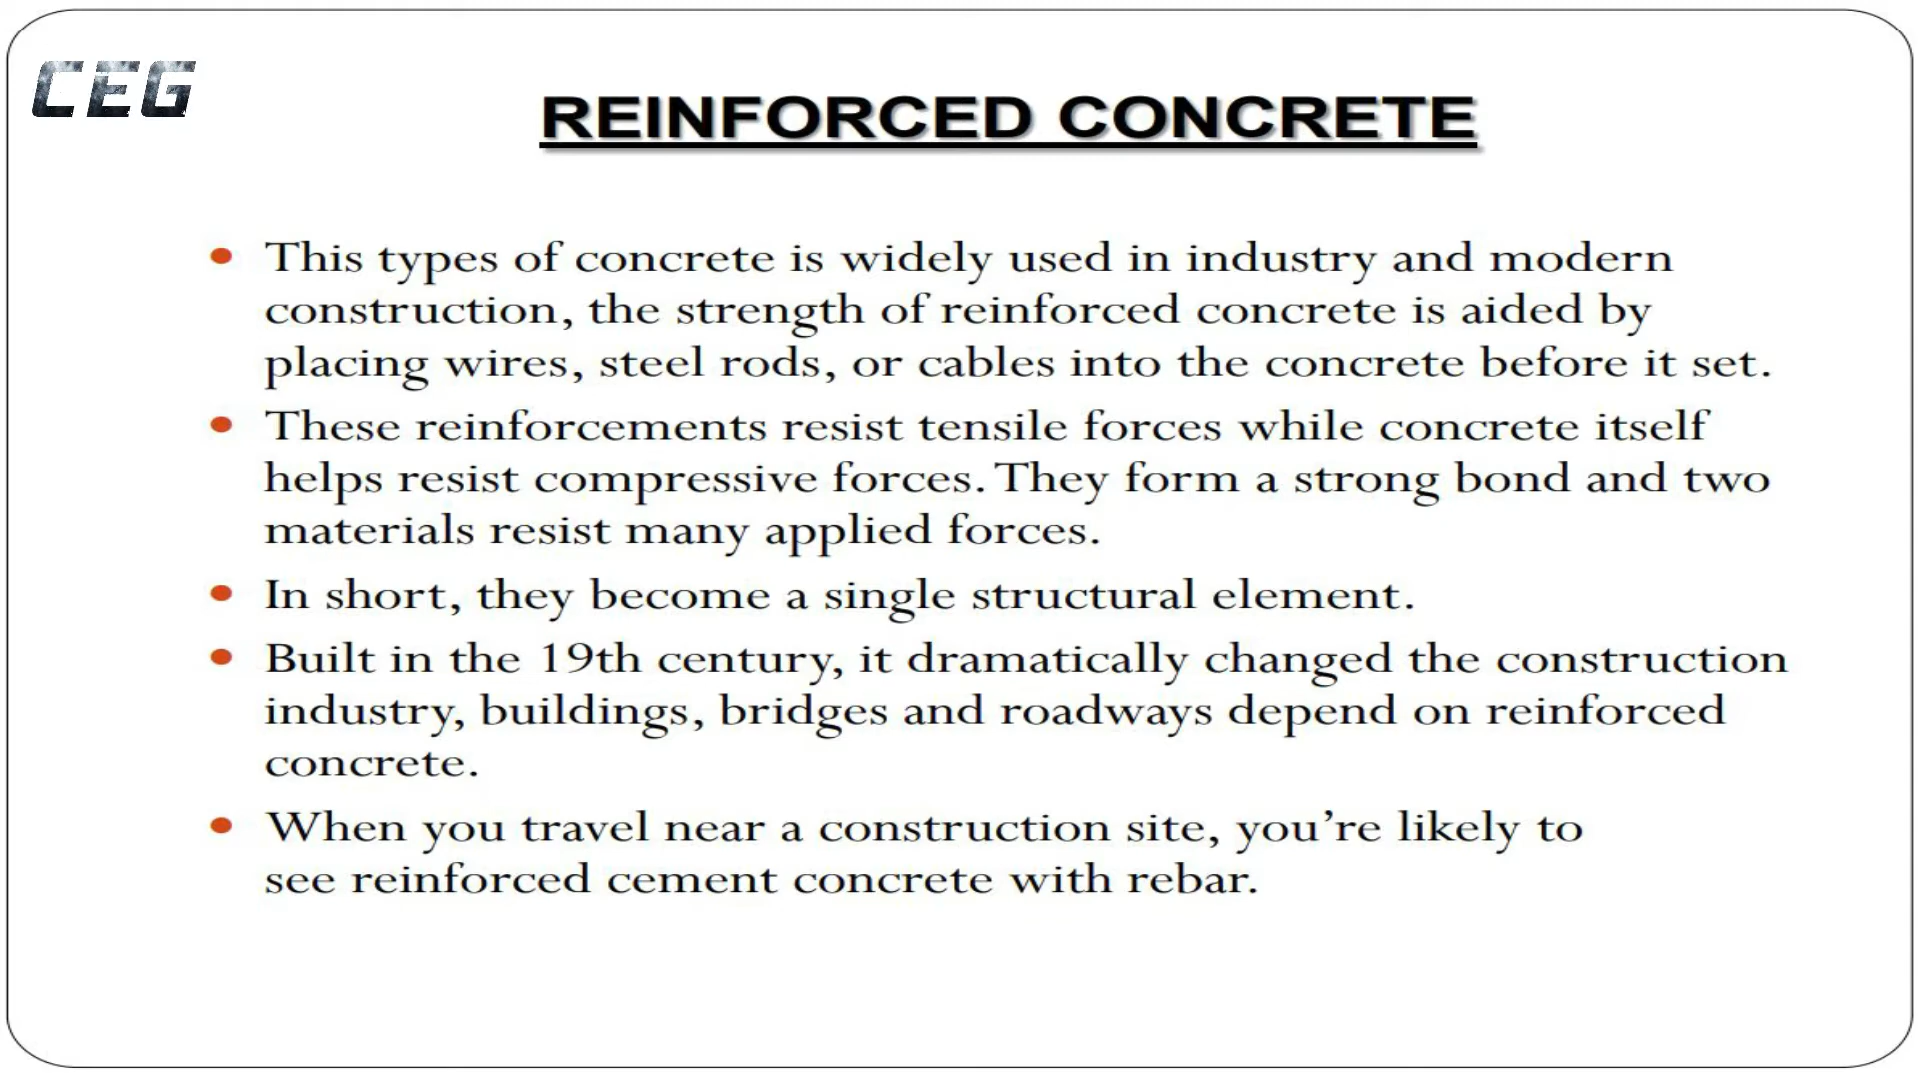 CEG
REINFORCED CONCRETE
• This types of concrete is widely used in industry and modern
construction, the strength of reinforced concrete is aided by
placing wires, steel rods, or cables into the concrete before it set.
• These reinforcements resist tensile forces while concrete itself
helps resist compressive forces. They form a strong bond and two
materials resist many applied forces.
• In short, they become a single structural element.
• Built in the 19th century, it dramatically changed the construction
industry, buildings, bridges and roadways depend on reinforced
concrete.
• When you travel near a construction site, you’re likely to
see reinforced cement concrete with rebar.